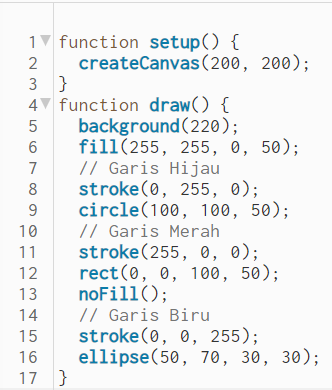 1 function setup() {
2 createCanvas(200, 200);
3 }
4 function draw() {
5 background(220);
6 fill(255, 255, 0, 50);
7 // Garis Hijau
8 stroke(0, 255, 0);
9 circle(100, 100, 50);
10 // Garis Merah
11 stroke(255, 0, 0);
12 rect(0, 0, 100, 50);
13 noFill();
14 // Garis Biru
15 stroke(0, 0, 255);
16 ellipse(50, 70, 30, 30);
17 }